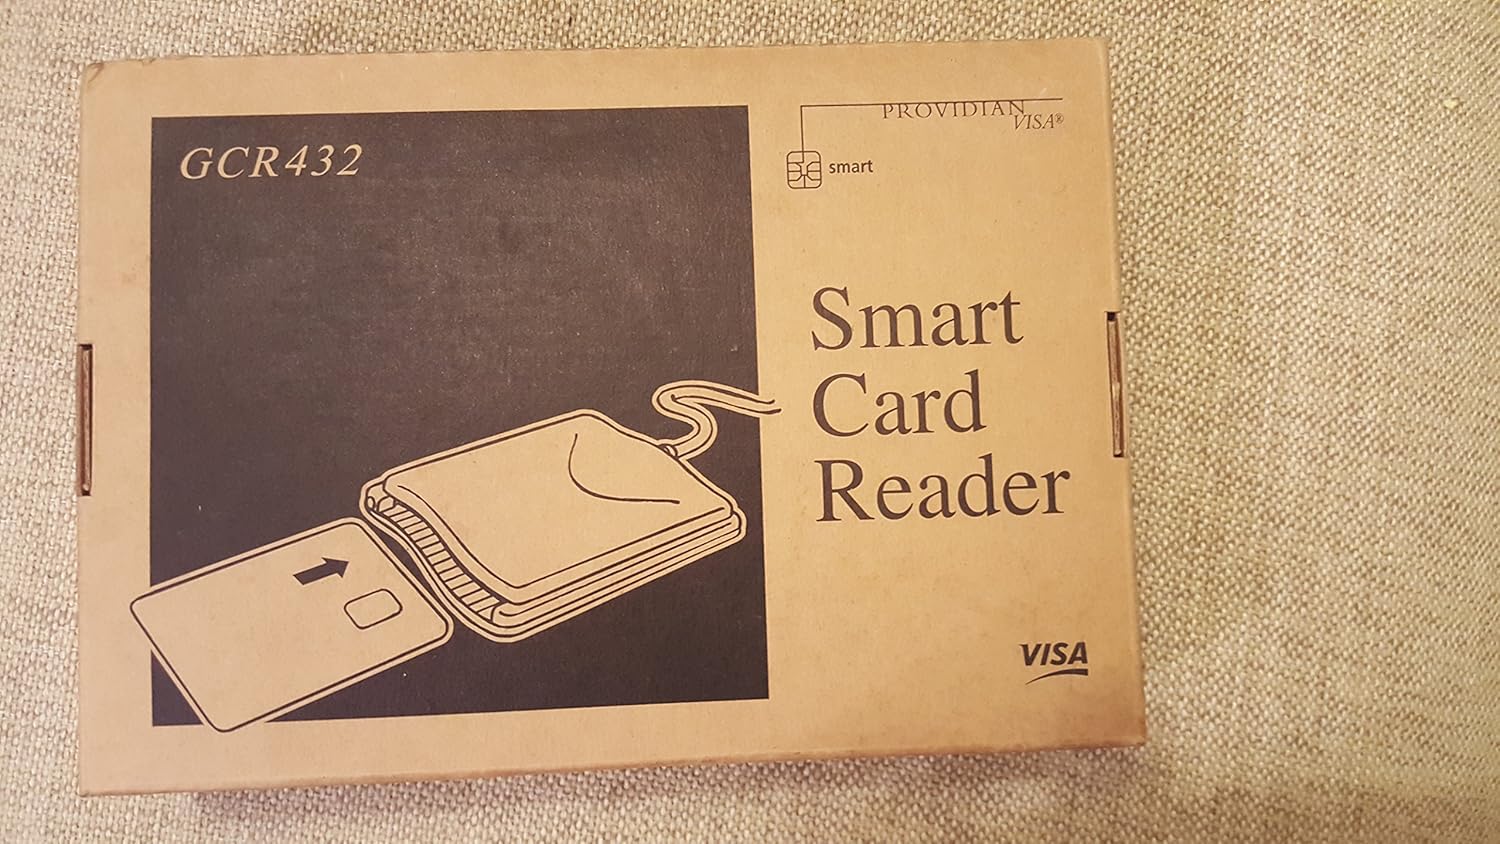 GCR432
PROVIDIAN
VISA®
smart
Smart
Card
Reader
VISA